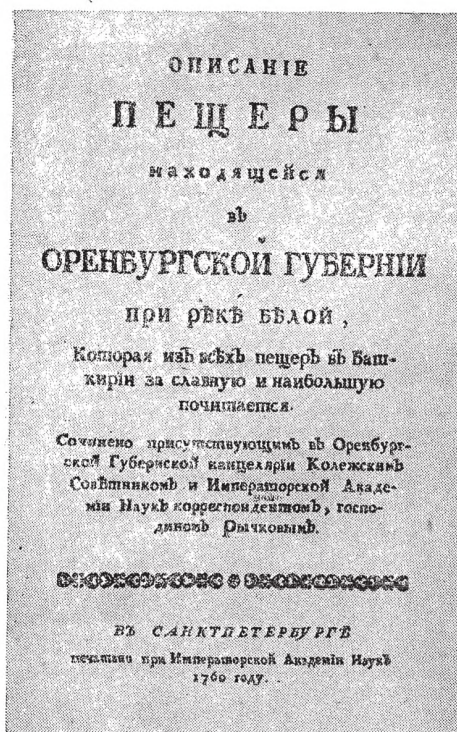 ОПИСАНІЕ
ПЕЩЕРЫ
находящейся
въ
ОРЕНБУРГСКОЙ ГУБЕРНІИ
ПРИ РѢКѢ БѢЛОЙ,
Которая изъ всѣхъ пещеръ въ Баш-
киріи за славную и наибольшую
почитается.
Сочинено присутствующимъ въ Оренбург-
ской Губернской канцеляріи Колежскимъ
Совѣтникомъ и Императорской Акаде-
міи Наукъ корреспондентомъ, госпо-
диномъ Рычковымъ.
ВЪ САНКТПЕТЕРБУРГѢ
печатано при Императорской Академіи Наукъ
1760 году.